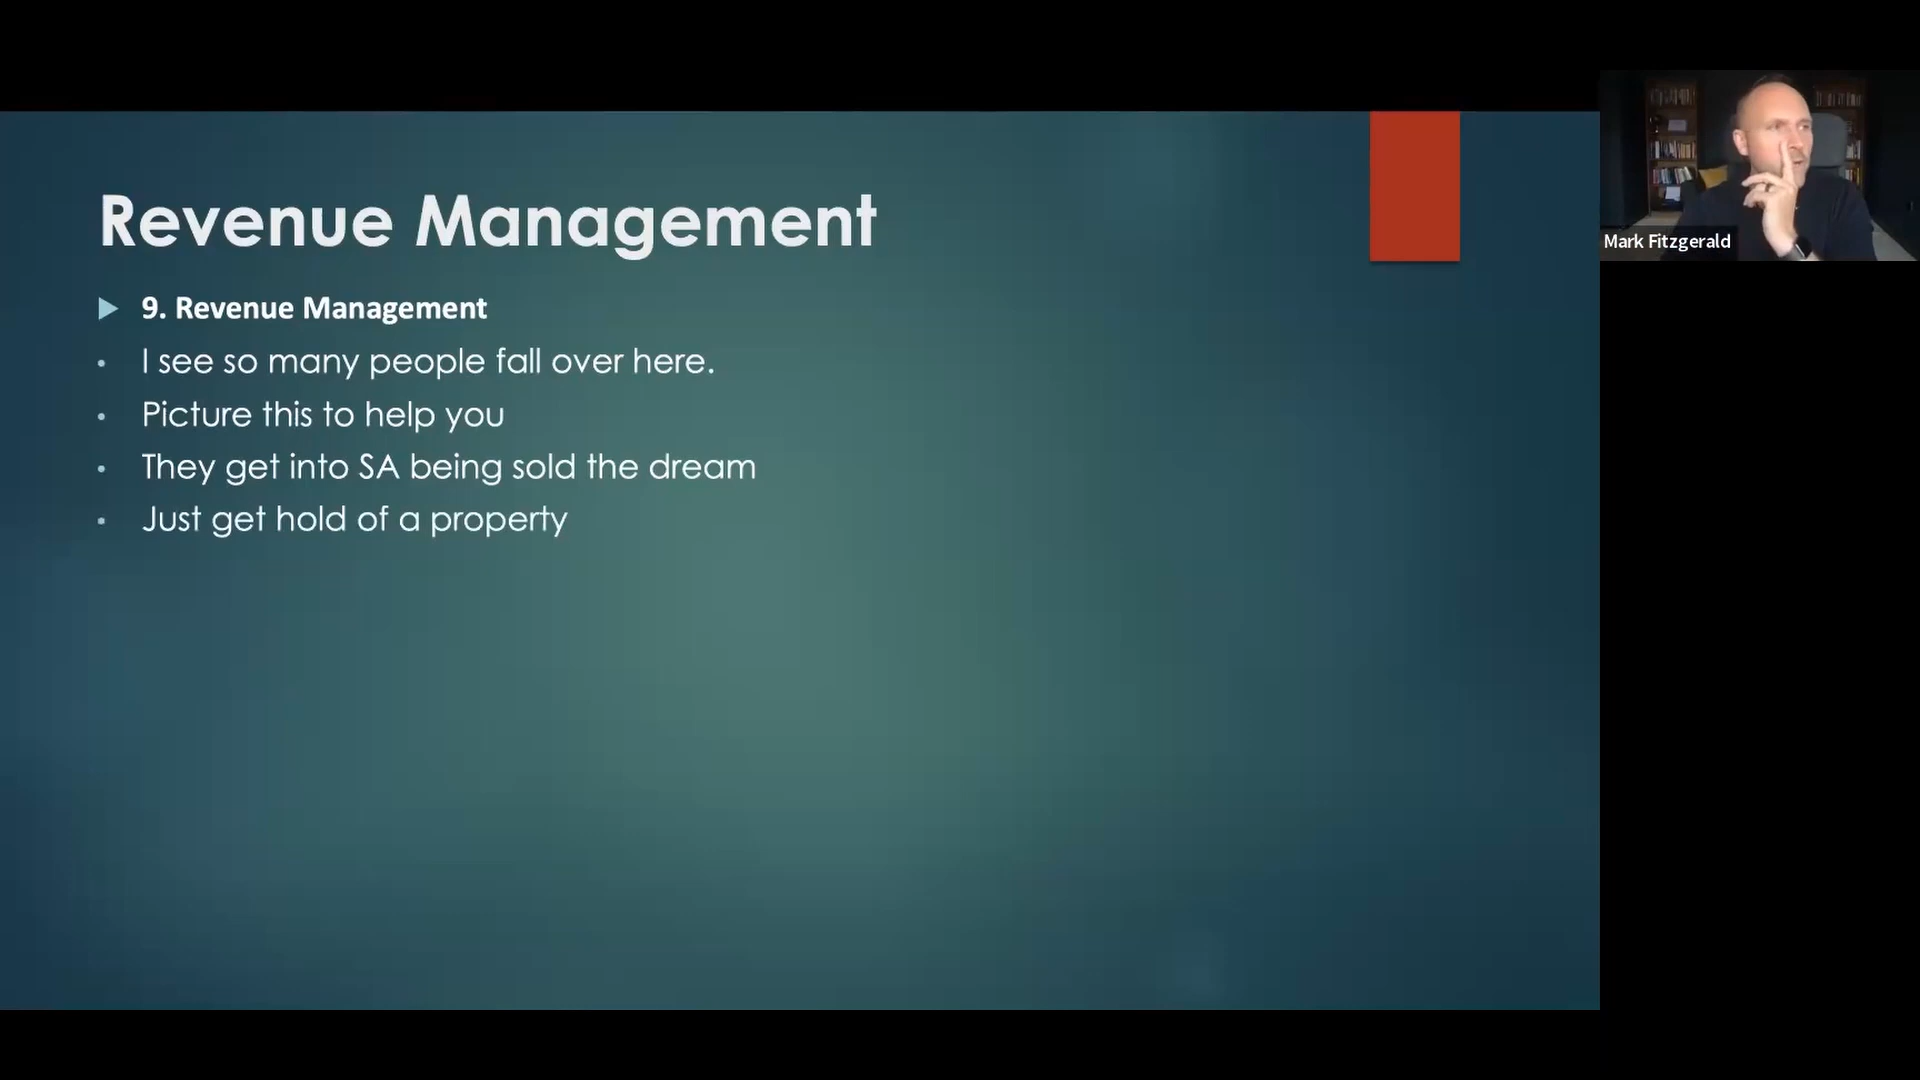 Revenue Management
9. Revenue Management
I see so many people fall over here.
Picture this to help you
They get into SA being sold the dream
Just get hold of a property
Mark Fitzgerald